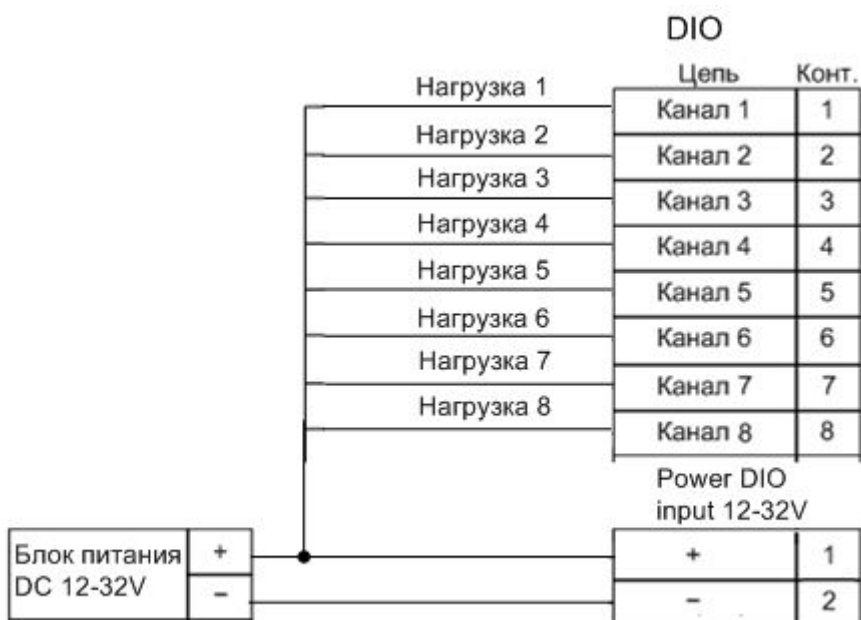 DIO
Цепь Конт.
Нагрузка 1 Канал 1 1
Нагрузка 2 Канал 2 2
Нагрузка 3 Канал 3 3
Нагрузка 4 Канал 4 4
Нагрузка 5 Канал 5 5
Нагрузка 6 Канал 6 6
Нагрузка 7 Канал 7 7
Нагрузка 8 Канал 8 8
Power DIO
input 12-32V
Блок питания + + 1
DC 12-32V − − 2